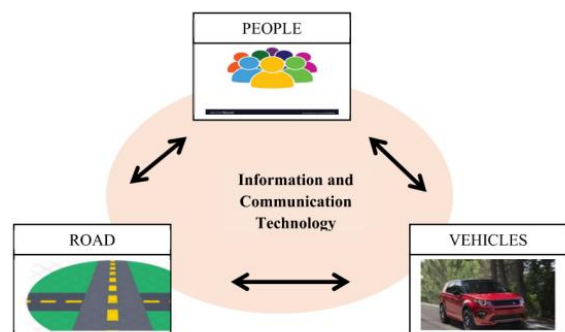 PEOPLE
Information and
Communication
Technology
ROAD
VEHICLES